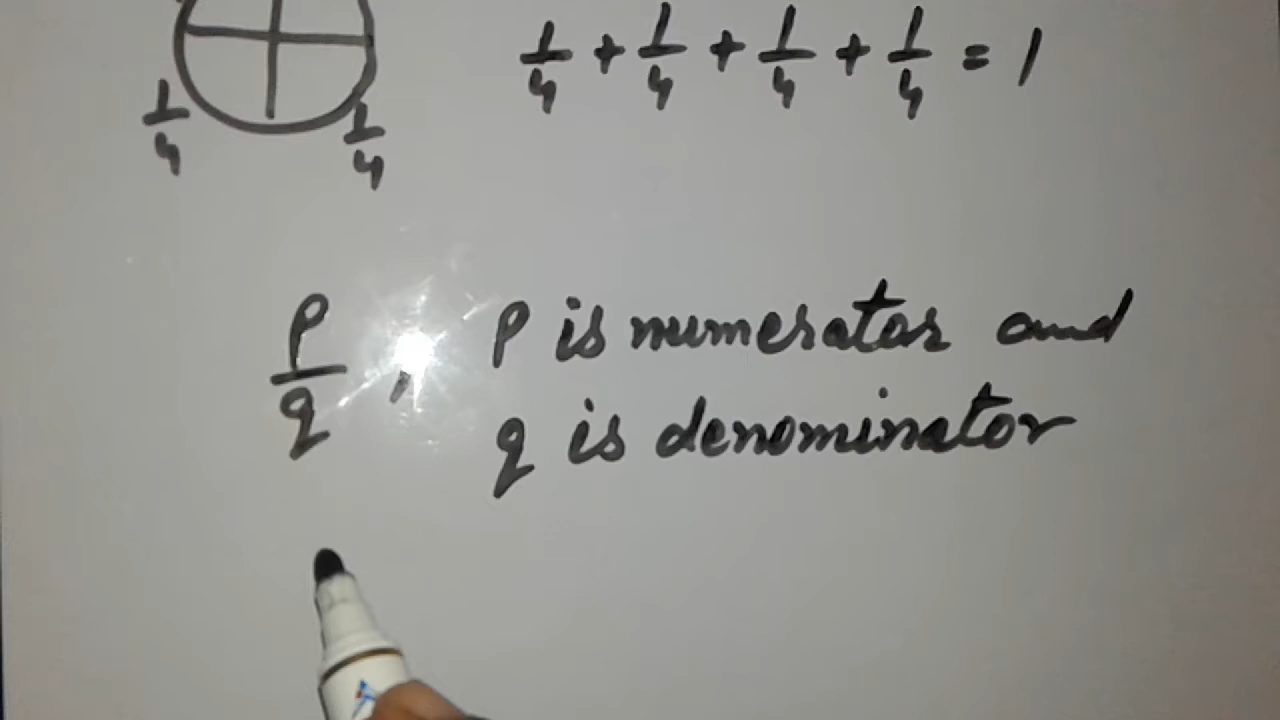 1/4 + 1/4 + 1/4 + 1/4 = 1
1/4 1/4
p/q , p is numerator and
q is denominator